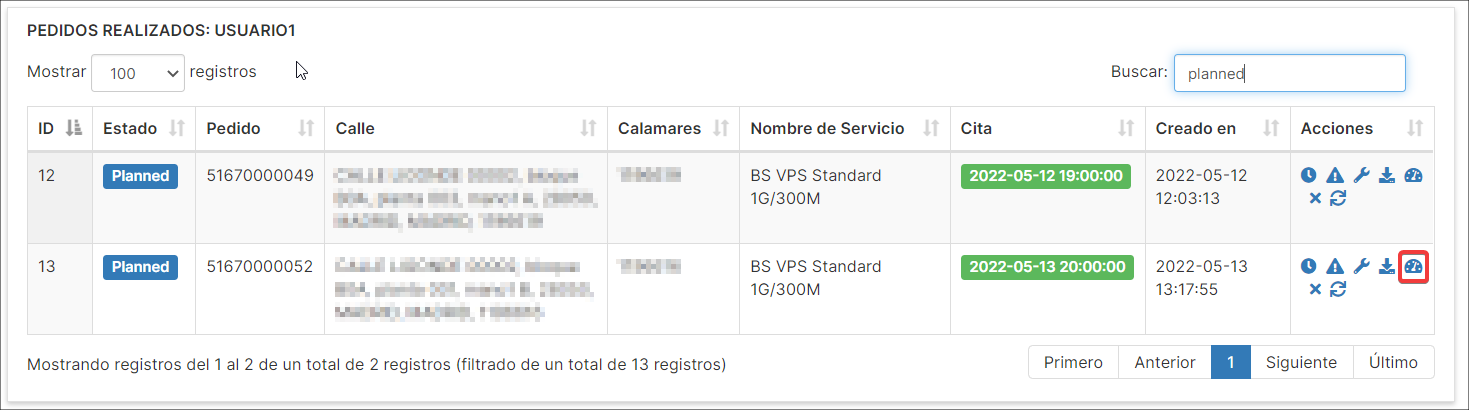 PEDIDOS REALIZADOS: USUARIO1
Mostrar 100 registros Buscar: planned
ID Estado Pedido Calle Calamares Nombre de Servicio Cita Creado en Acciones
12 Planned 51670000049 BS VPS Standard 2022-05-12 19:00:00 2022-05-12
1G/300M 12:03:13
13 Planned 51670000052 BS VPS Standard 2022-05-13 20:00:00 2022-05-13
1G/300M 13:17:55
Mostrando registros del 1 al 2 de un total de 2 registros (filtrado de un total de 13 registros) Primero Anterior 1 Siguiente Último